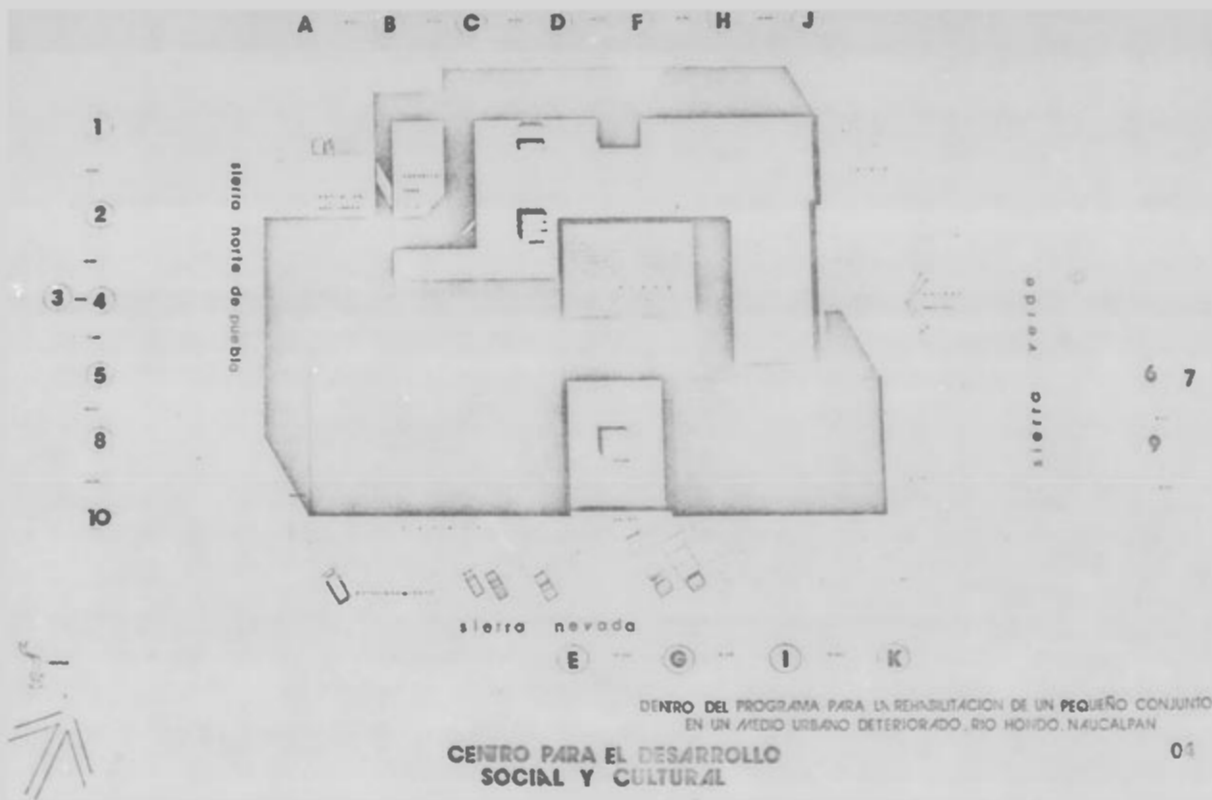 A B C D F H J
1
2
3-4
5
8
10
sierra norte de puebla
sierra verde
6 7
9
sierra nevada
E G I K
DENTRO DEL PROGRAMA PARA LA REHABILITACION DE UN PEQUEÑO CONJUNTO
EN UN MEDIO URBANO DETERIORADO, RIO HONDO, NAUCALPAN
CENTRO PARA EL DESARROLLO
SOCIAL Y CULTURAL